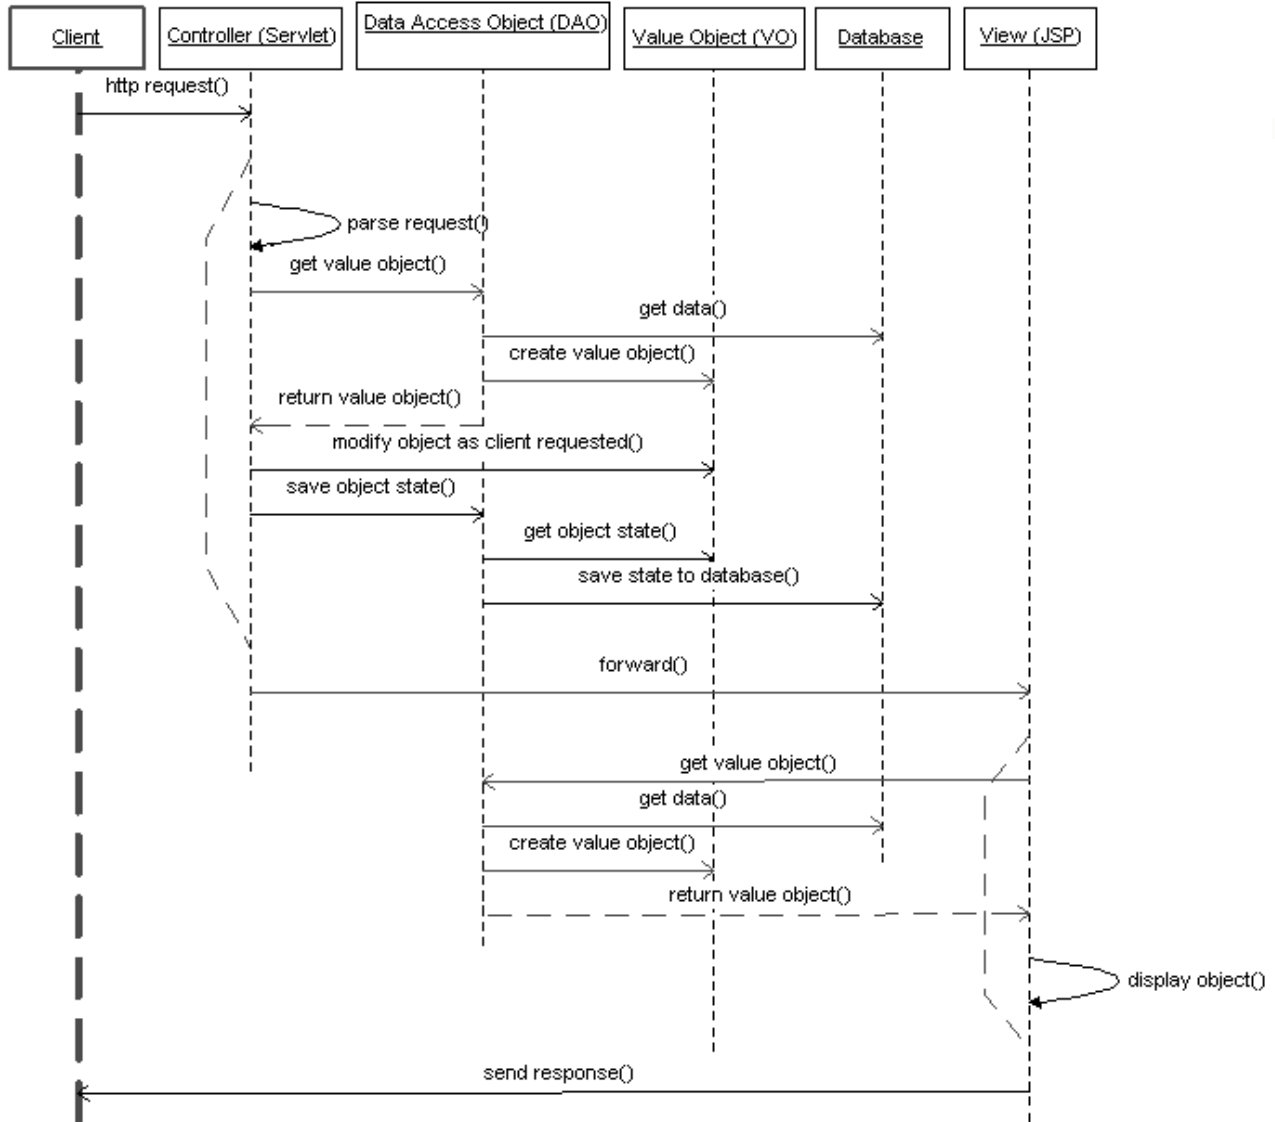 Client
Controller (Servlet)
Data Access Object (DAO)
Value Object (VO)
Database
View (JSP)
http request()
parse request()
get value object()
get data()
create value object()
return value object()
modify object as client requested()
save object state()
get object state()
save state to database()
forward()
get value object()
get data()
create value object()
return value object()
display object()
send response()